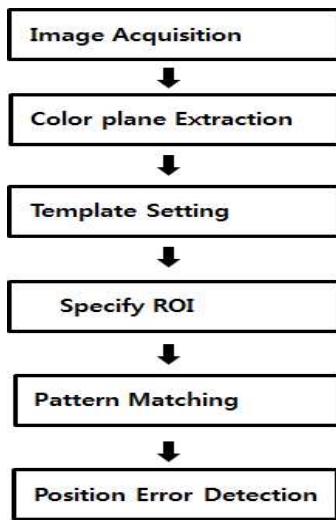 Image Acquisition
Color plane Extraction
Template Setting
Specify ROI
Pattern Matching
Position Error Detection